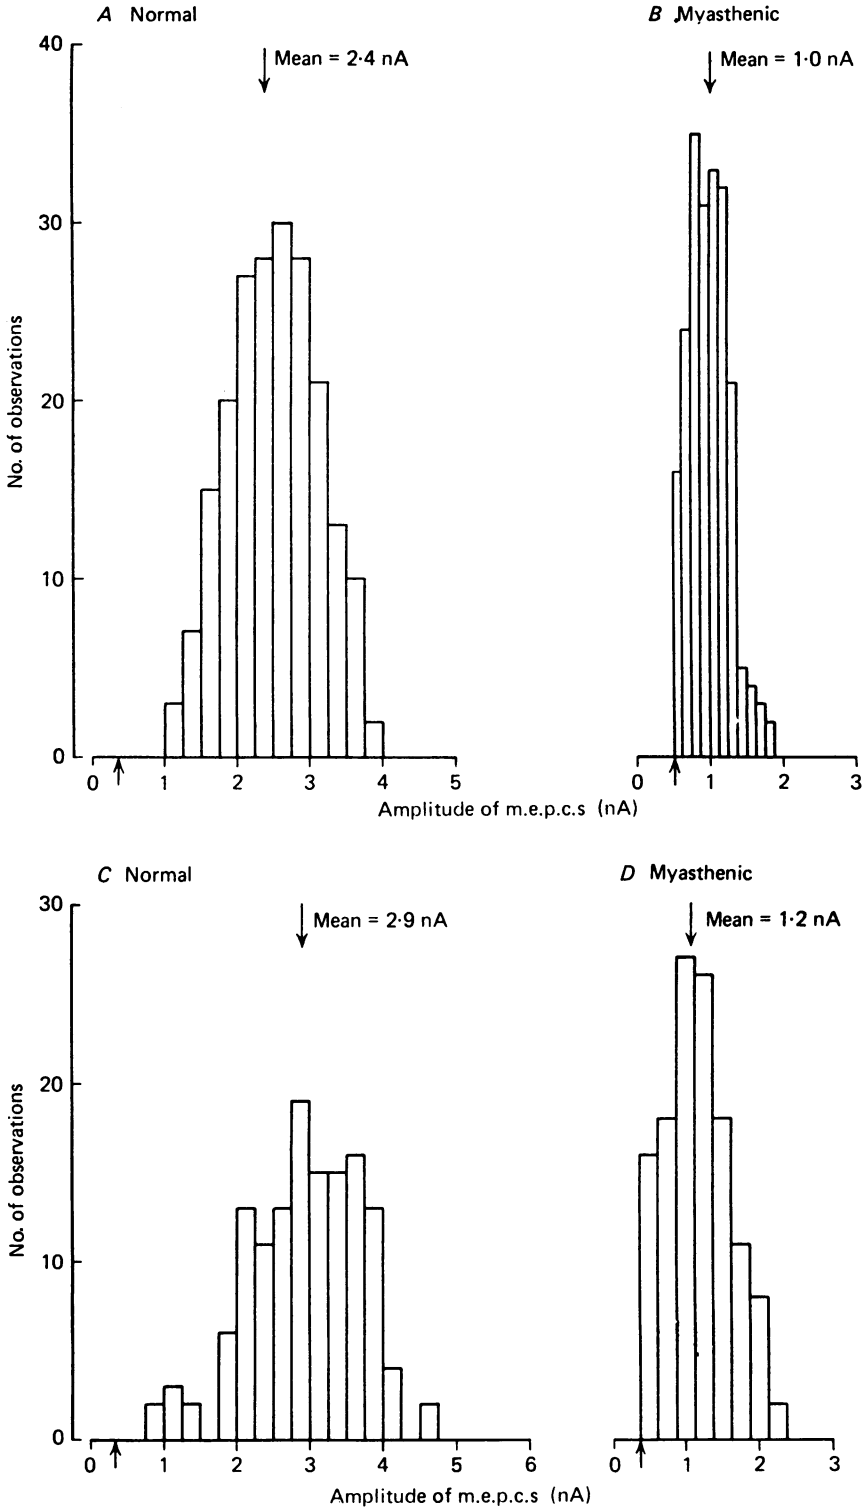 A Normal
B Myasthenic
Mean = 2·4 nA
Mean = 1·0 nA
40
30
20
10
0
No. of observations
0 1 2 3 4 5
0 1 2 3
Amplitude of m.e.p.c.s (nA)
C Normal
D Myasthenic
Mean = 2·9 nA
Mean = 1·2 nA
30
20
10
0
No. of observations
0 1 2 3 4 5 6
0 1 2 3
Amplitude of m.e.p.c.s (nA)